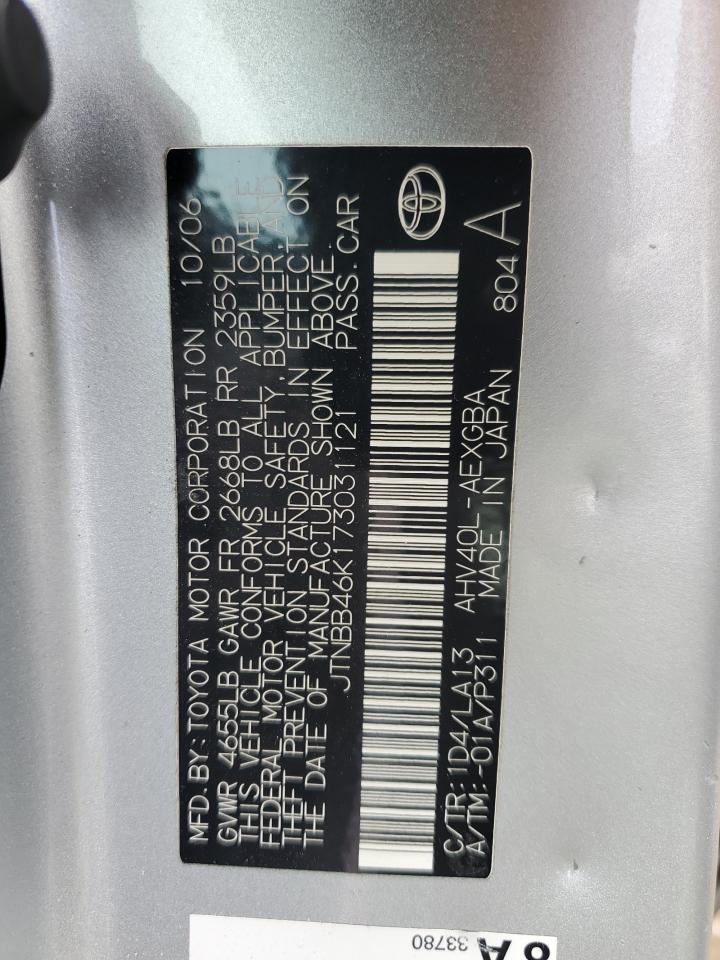 MFD. BY: TOYOTA MOTOR CORPORATION 10/06
GVWR 4655LB GAWR FR 2668LB RR 2359LB
THIS VEHICLE CONFORMS TO ALL APPLICABLE
FEDERAL MOTOR VEHICLE SAFETY, BUMPER, AND
THEFT PREVENTION STANDARDS IN EFFECT ON
THE DATE OF MANUFACTURE SHOWN ABOVE.
JTNBB46K173031121 PASS. CAR
C/TR: 1D4/LA13 AHV40L-AEXGBA
A/TM: -01A/P311 MADE IN JAPAN 804 A
33780